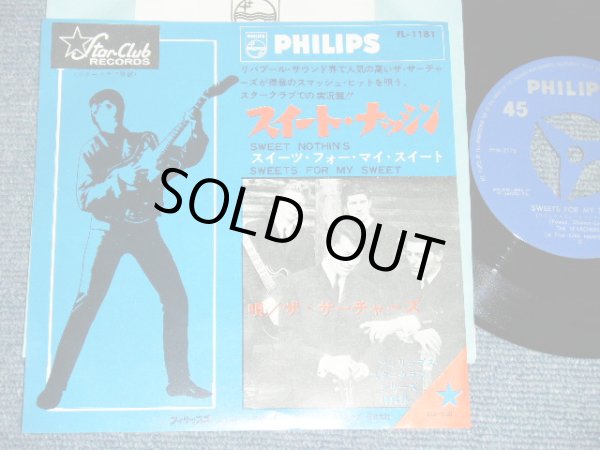 Star-Club
RECORDS
PHILIPS
FL-1181
リバプール・サウンド界で人気の高いザ・サーチャ
ーズが得意のスマッシュ・ヒットを唄う。
スタークラブでの実況盤!!
スイート・ナッシン
SWEET NOTHINS
スイーツ・フォー・マイ・スイート
SWEETS FOR MY SWEET
SOLD OUT
唄/ザ・サーチャーズ
PHILIPS
45
SWEETS FOR MY